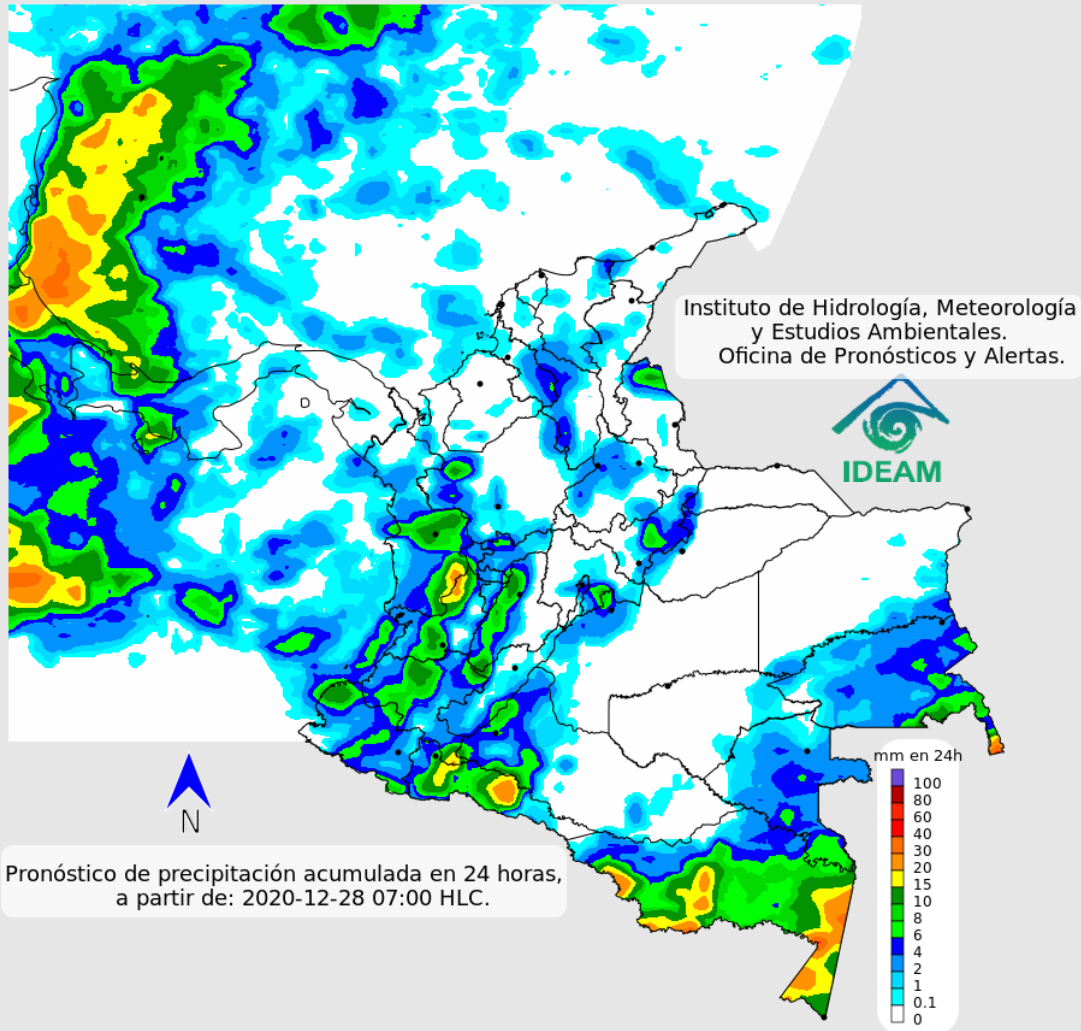 Instituto de Hidrología, Meteorología
y Estudios Ambientales.
Oficina de Pronósticos y Alertas.
IDEAM
mm en 24h
100
80
60
40
30
20
15
10
8
6
4
2
1
0.1
0
N
Pronóstico de precipitación acumulada en 24 horas,
a partir de: 2020-12-28 07:00 HLC.